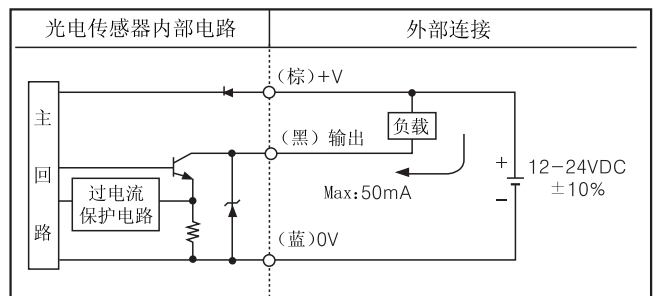 光电传感器内部电路
外部连接
(棕)+V
主回路
负载
(黑) 输出
12-24VDC
±10%
过电流
保护电路
Max:50mA
(蓝)0V